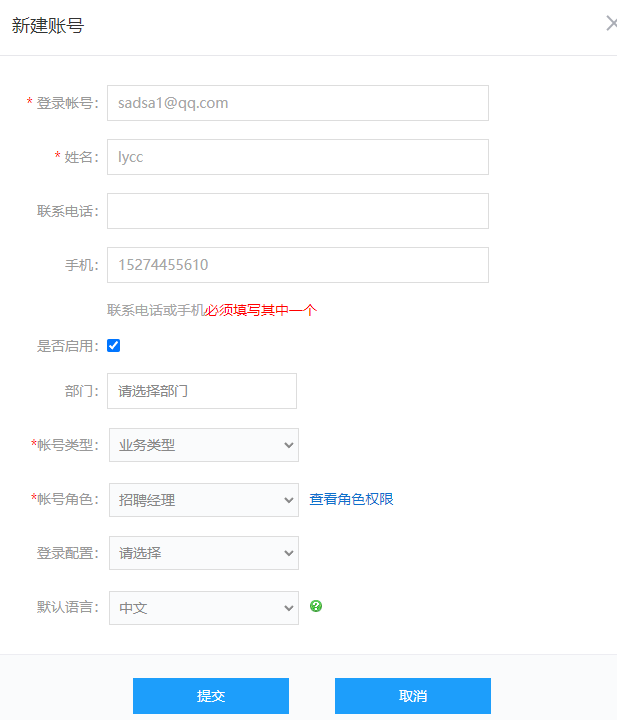 新建账号
* 登录帐号: sadsa1@qq.com
* 姓名: lycc
联系电话:
手机: 15274455610
联系电话或手机必须填写其中一个
是否启用:
部门: 请选择部门
*帐号类型: 业务类型
*帐号角色: 招聘经理 查看角色权限
登录配置: 请选择
默认语言: 中文
提交 取消